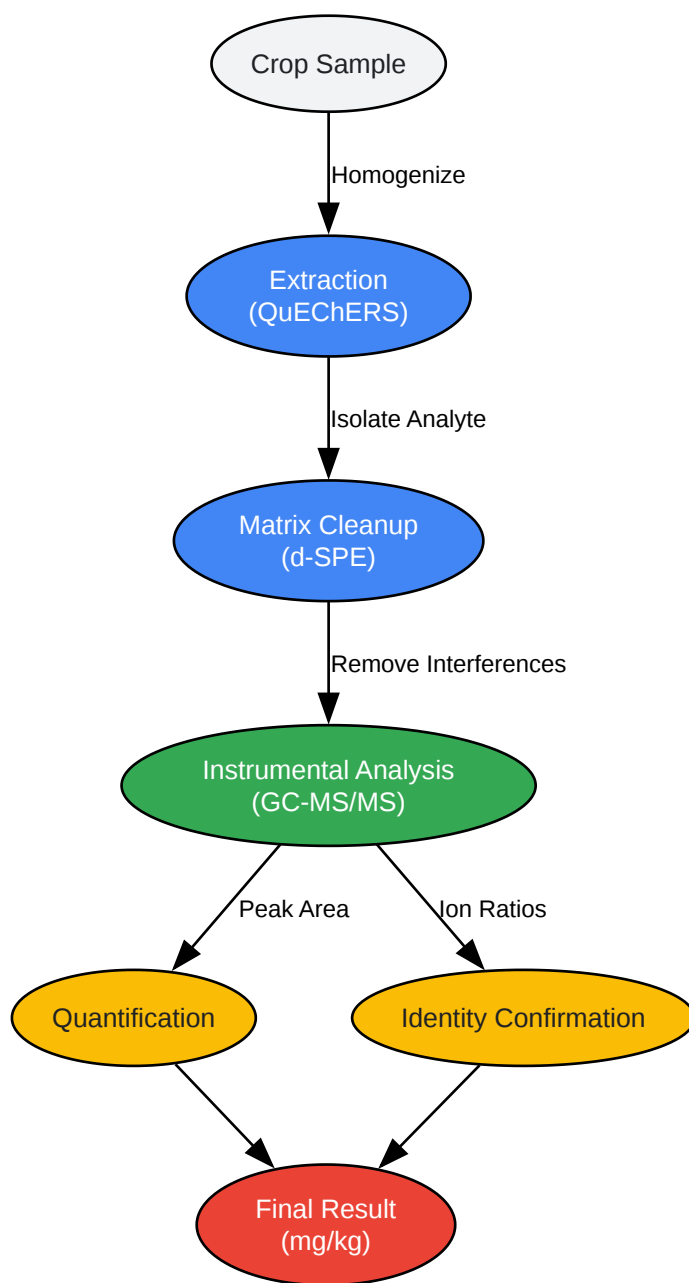 Crop Sample
Homogenize
Extraction
(QuEChERS)
Isolate Analyte
Matrix Cleanup
(d-SPE)
Remove Interferences
Instrumental Analysis
(GC-MS/MS)
Peak Area
Ion Ratios
Quantification
Identity Confirmation
Final Result
(mg/kg)